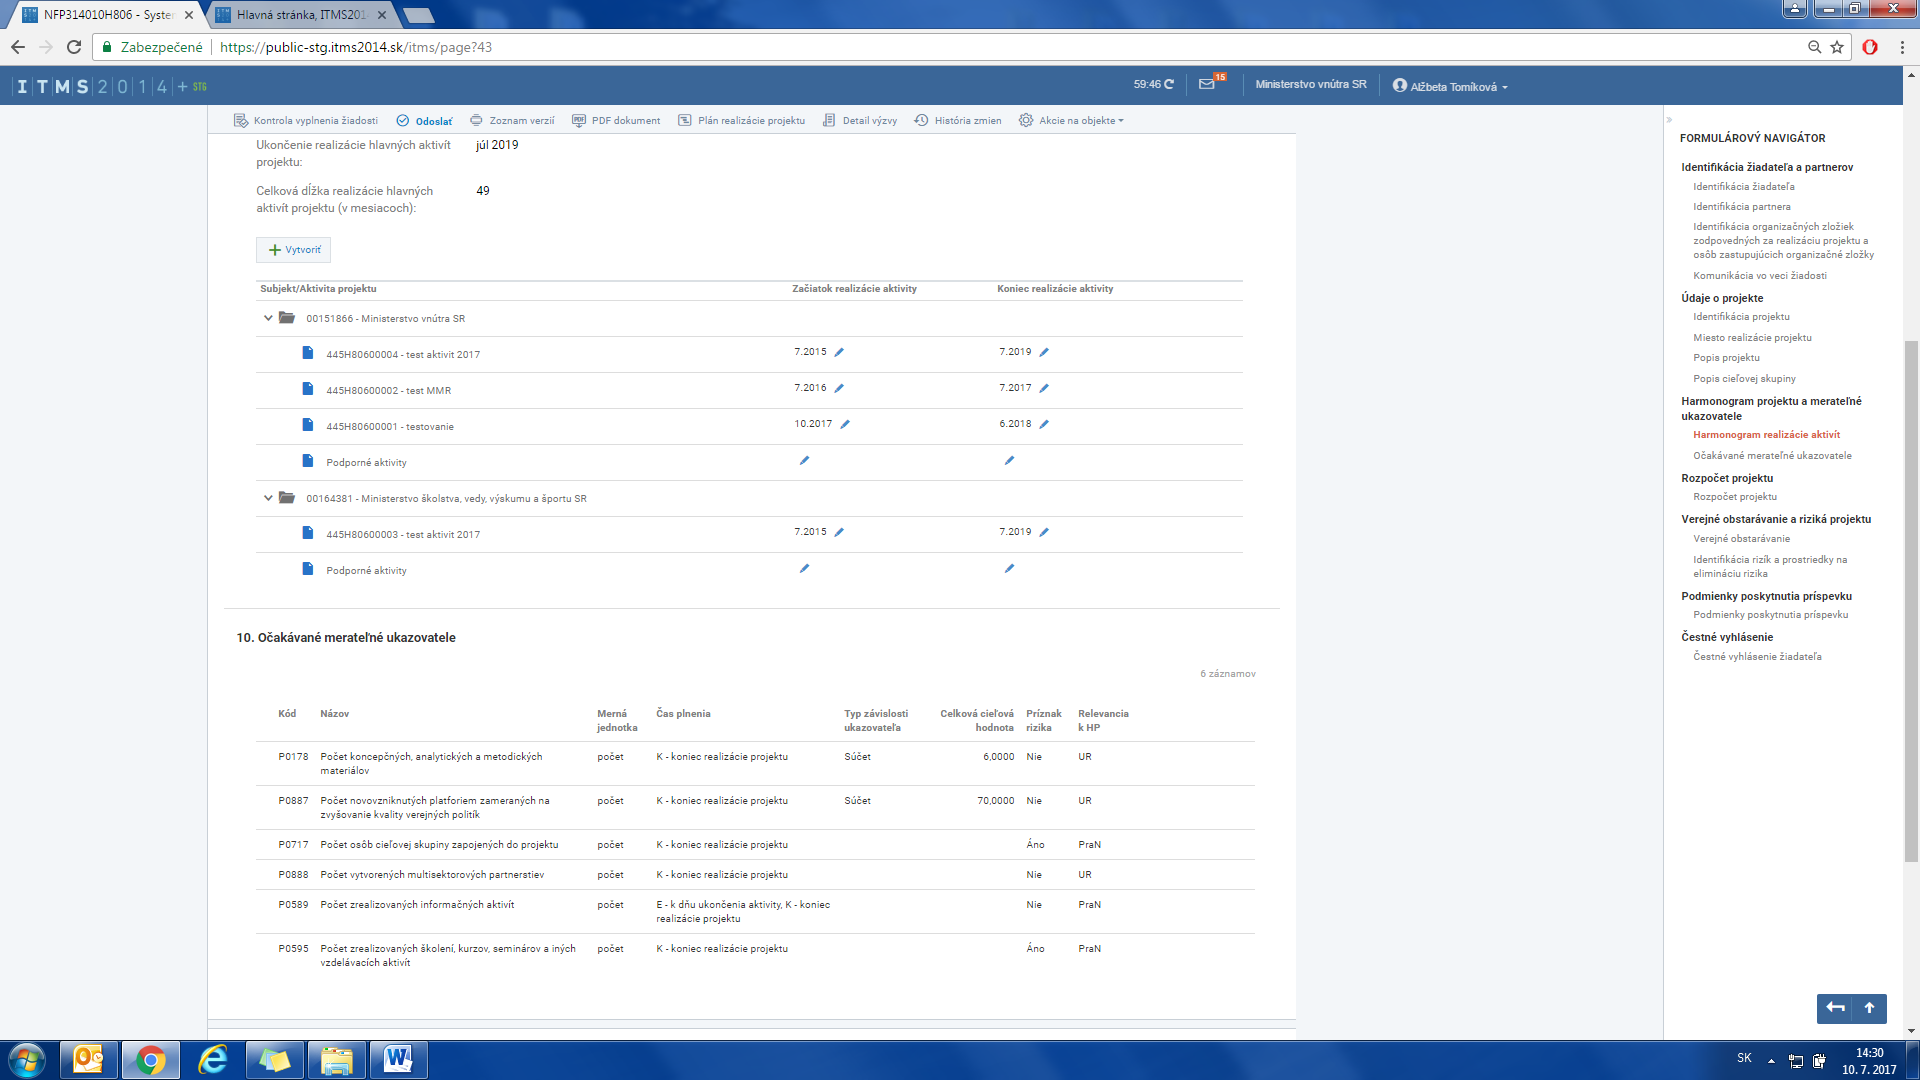 NFP314010H806 - Syster
Hlavná stránka, ITMS201
Zabezpečené
https://public-stg.itms2014.sk/itms/page?43
ITMS2014+ STG
59:46
15
Ministerstvo vnútra SR
Alžbeta Tomíková
Kontrola vyplnenia žiadosti
Odoslať
Zoznam verzií
PDF dokument
Plán realizácie projektu
Detail výzvy
História zmien
Akcie na objekte
Ukončenie realizácie hlavných aktivít júl 2019
projektu:
Celková dĺžka realizácie hlavných 49
aktivít projektu (v mesiacoch):
Vytvoriť
Subjekt/Aktivita projektu Začiatok realizácie aktivity Koniec realizácie aktivity
00151866 - Ministerstvo vnútra SR
445H80600004 - test aktivit 2017 7.2015 7.2019
445H80600002 - test MMR 7.2016 7.2017
445H80600001 - testovanie 10.2017 6.2018
Podporné aktivity
00164381 - Ministerstvo školstva, vedy, výskumu a športu SR
445H80600003 - test aktivit 2017 7.2015 7.2019
Podporné aktivity
10. Očakávané merateľné ukazovatele
6 záznamov
Kód Názov Merná Čas plnenia Typ závislosti Celková cieľová Príznak Relevancia
jednotka ukazovateľa hodnota rizika k HP
P0178 Počet koncepčných, analytických a metodických počet K - koniec realizácie projektu Súčet 6,0000 Nie UR
materiálov
P0887 Počet novovzniknutých platforiem zameraných na počet K - koniec realizácie projektu Súčet 70,0000 Nie UR
zvyšovanie kvality verejných politík
P0717 Počet osôb cieľovej skupiny zapojených do projektu počet K - koniec realizácie projektu Áno PraN
P0888 Počet vytvorených multisektorových partnerstiev počet K - koniec realizácie projektu Nie UR
P0589 Počet zrealizovaných informačných aktivít počet E - k dňu ukončenia aktivity, K - koniec Nie PraN
realizácie projektu
P0595 Počet zrealizovaných školení, kurzov, seminárov a iných počet K - koniec realizácie projektu Áno PraN
vzdelávacích aktivít
FORMULÁROVÝ NAVIGÁTOR
Identifikácia žiadateľa a partnerov
Identifikácia žiadateľa
Identifikácia partnera
Identifikácia organizačných zložiek
zodpovedných za realizáciu projektu a
osôb zastupujúcich organizačné zložky
Komunikácia vo veci žiadosti
Údaje o projekte
Identifikácia projektu
Miesto realizácie projektu
Popis projektu
Popis cieľovej skupiny
Harmonogram projektu a merateľné
ukazovatele
Harmonogram realizácie aktivít
Očakávané merateľné ukazovatele
Rozpočet projektu
Rozpočet projektu
Verejné obstarávanie a riziká projektu
Verejné obstarávanie
Identifikácia rizík a prostriedky na
elimináciu rizika
Podmienky poskytnutia príspevku
Podmienky poskytnutia príspevku
Čestné vyhlásenie
Čestné vyhlásenie žiadateľa
SK
14:30
10. 7. 2017